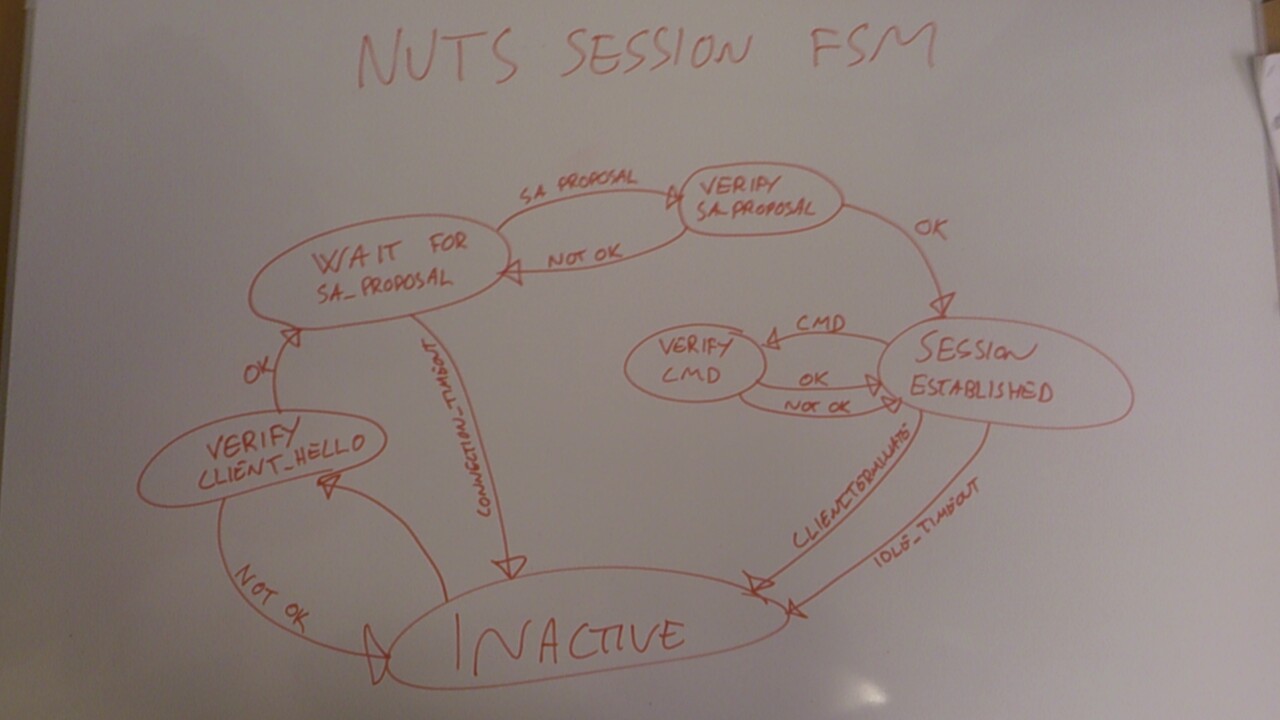 NUTS SESSION FSM
SA PROPOSAL
VERIFY
SA_PROPOSAL
OK
WAIT FOR
SA_PROPOSAL
NOT OK
CMD
VERIFY
CMD
OK
NOT OK
SESSION
ESTABLISHED
OK
CONNECTION_TIMEOUT
VERIFY
CLIENT_HELLO
CLIENT_TERMINATE
IDLE_TIMEOUT
NOT OK
INACTIVE